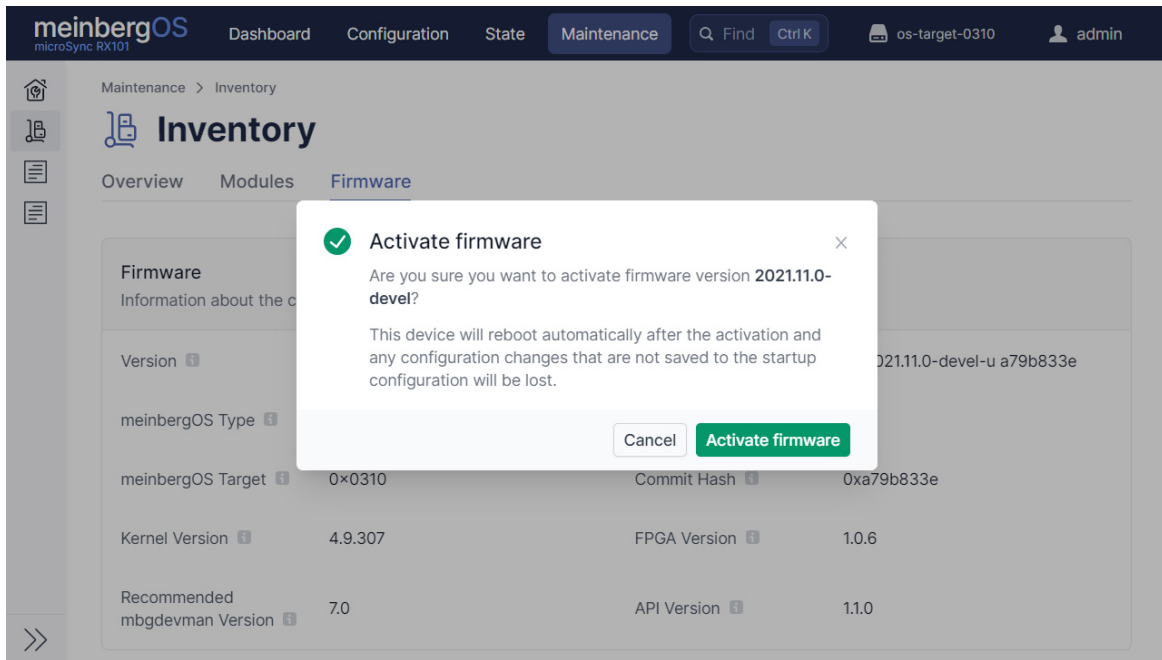 meinbergOS
microSync RX101
Dashboard
Configuration
State
Maintenance
Find
Ctrl K
os-target-0310
admin
Maintenance > Inventory
Inventory
Overview
Modules
Firmware
Firmware
Information about the c
Activate firmware
Are you sure you want to activate firmware version 2021.11.0-
devel?
This device will reboot automatically after the activation and
any configuration changes that are not saved to the startup
configuration will be lost.
Cancel
Activate firmware
Version
021.11.0-devel-u a79b833e
meinbergOS Type
meinbergOS Target
0×0310
Commit Hash
0xa79b833e
Kernel Version
4.9.307
FPGA Version
1.0.6
Recommended
mbgdevman Version
7.0
API Version
1.1.0